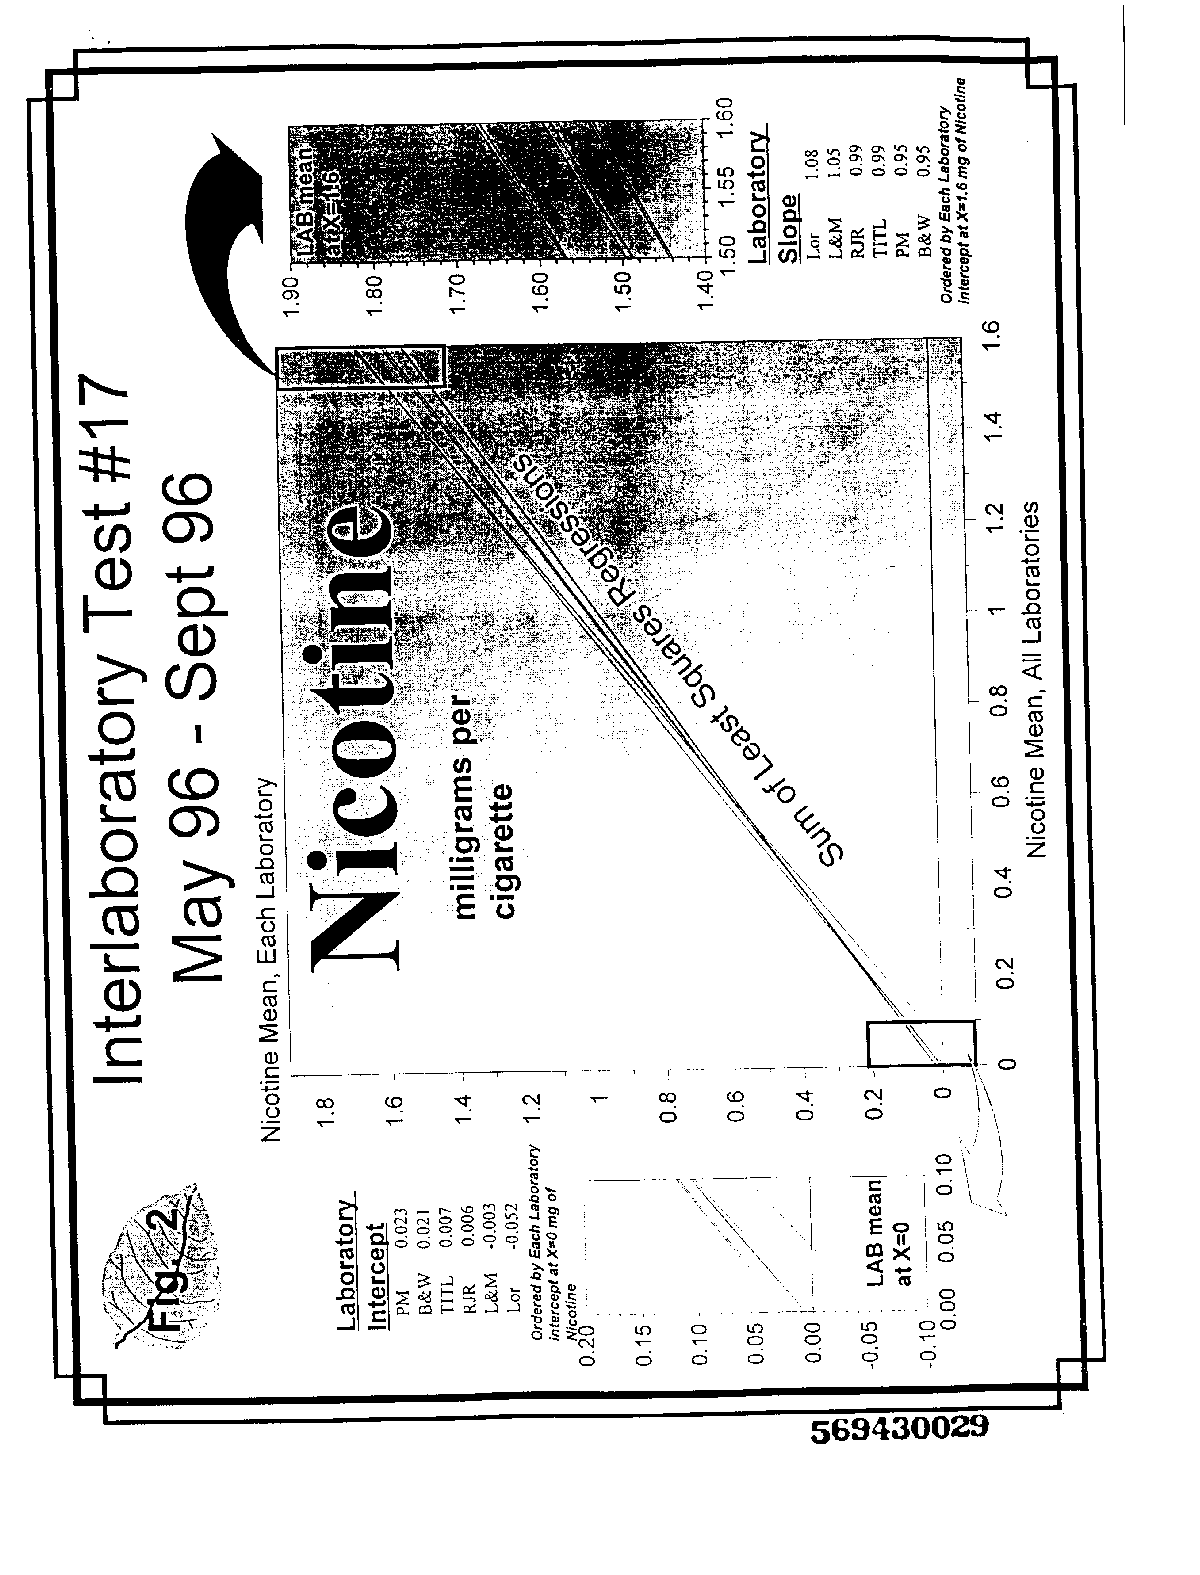 Fig. 2
Interlaboratory Test #17
May 96 - Sept 96
Nicotine Mean, Each Laboratory
Nicotine
milligrams per
cigarette
Sum of Least Squares Regressions
1.8
1.6
1.4
1.2
1
0.8
0.6
0.4
0.2
0
0 0.2 0.4 0.6 0.8 1 1.2 1.4 1.6
Nicotine Mean, All Laboratories
Laboratory
Intercept
PM 0.023
B&W 0.021
TITL 0.007
RJR 0.006
L&M -0.003
Lor -0.052
Ordered by Each Laboratory
intercept at X=0 mg of
Nicotine
0.20
0.15
0.10
0.05
0.00
-0.05
-0.10
0.00 0.05 0.10
LAB mean
at X=0
LAB mean
at X=1.6
1.90
1.80
1.70
1.60
1.50
1.40
1.50 1.55 1.60
Laboratory
Slope
Lor 1.08
L&M 1.05
RJR 0.99
TITL 0.99
PM 0.95
B&W 0.95
Ordered by Each Laboratory
Intercept at X=1.6 mg of Nicotine
569430029